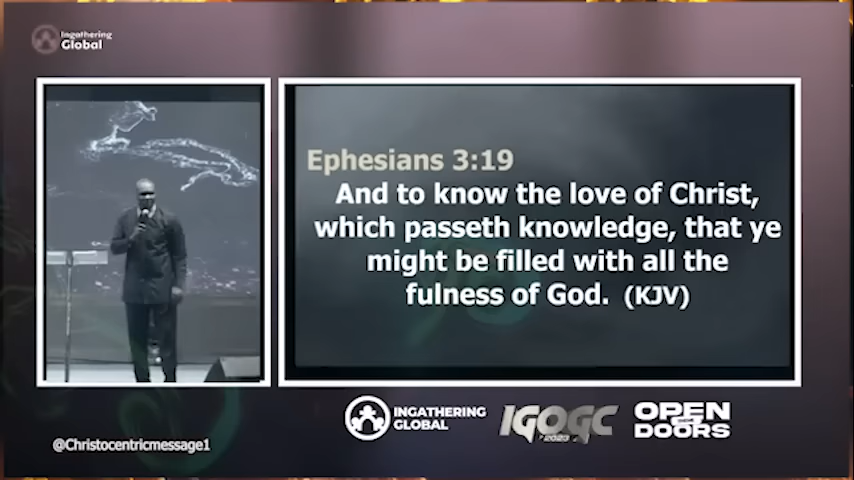 Ingathering
Global
Ephesians 3:19
And to know the love of Christ,
which passeth knowledge, that ye
might be filled with all the
fulness of God. (KJV)
INGATHERING
GLOBAL
IGOGC
2023
OPEN
DOORS
@Christocentricmessage1